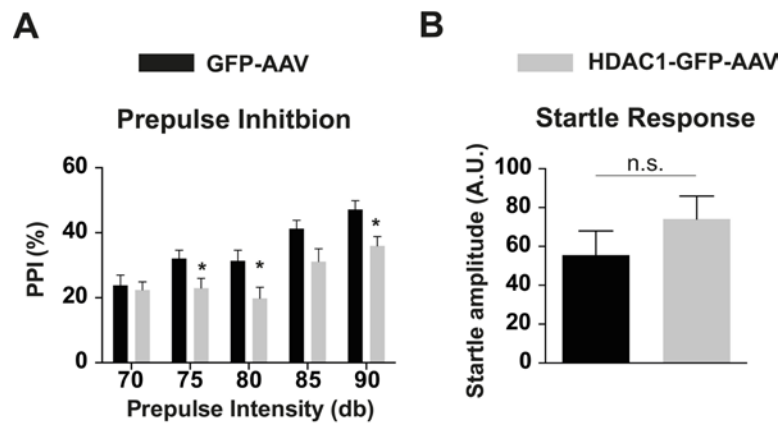 A
B
GFP-AAV
HDAC1-GFP-AAV
Prepulse Inhitbion
Startle Response
PPI (%)
60
40
20
0
*
*
*
70 75 80 85 90
Prepulse Intensity (db)
Startle amplitude (A.U.)
100
80
60
40
20
0
n.s.